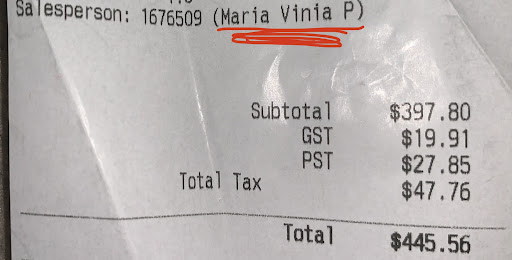 Salesperson: 1676509 (Maria Vinia P)
Subtotal $397.80
GST $19.91
PST $27.85
Total Tax $47.76
Total $445.56